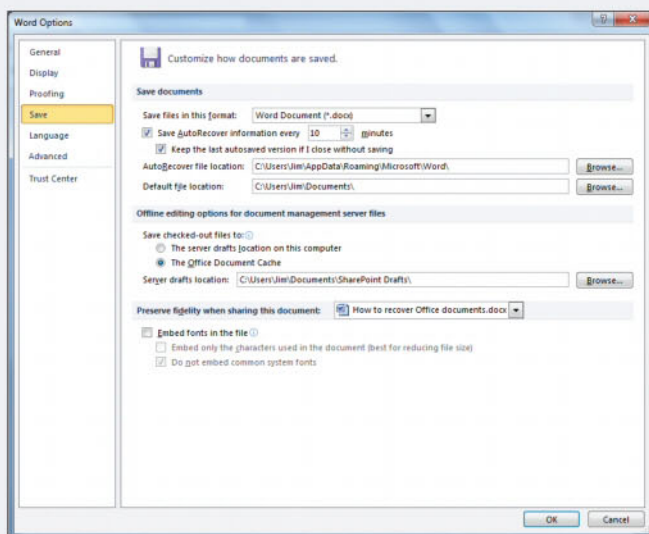 Word Options
General
Display
Proofing
Save
Language
Advanced
Trust Center
Customize how documents are saved.
Save documents
Save files in this format: Word Document (*.docx)
Save AutoRecover information every 10 minutes
Keep the last autosaved version if I close without saving
AutoRecover file location: C:\Users\Jim\AppData\Roaming\Microsoft\Word\ Browse...
Default file location: C:\Users\Jim\Documents\ Browse...
Offline editing options for document management server files
Save checked-out files to:
The server drafts location on this computer
The Office Document Cache
Server drafts location: C:\Users\Jim\Documents\SharePoint Drafts\ Browse...
Preserve fidelity when sharing this document: How to recover Office documents.docx
Embed fonts in the file
Embed only the characters used in the document (best for reducing file size)
Do not embed common system fonts
OK Cancel